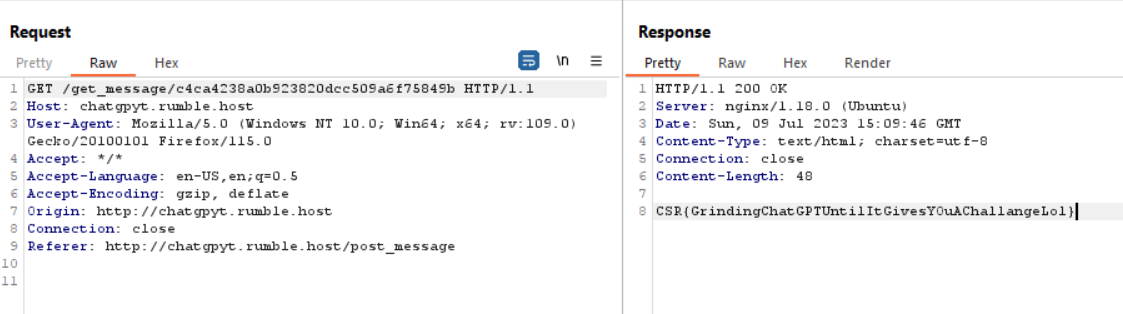 Request
Pretty Raw Hex
\n
1 GET /get_message/c4ca4238a0b923820dcc509a6f75849b HTTP/1.1
2 Host: chatgpyt.rumble.host
3 User-Agent: Mozilla/5.0 (Windows NT 10.0; Win64; x64; rv:109.0)
Gecko/20100101 Firefox/115.0
4 Accept: */*
5 Accept-Language: en-US,en;q=0.5
6 Accept-Encoding: gzip, deflate
7 Origin: http://chatgpyt.rumble.host
8 Connection: close
9 Referer: http://chatgpyt.rumble.host/post_message
10
11
Response
Pretty Raw Hex Render
1 HTTP/1.1 200 OK
2 Server: nginx/1.18.0 (Ubuntu)
3 Date: Sun, 09 Jul 2023 15:09:46 GMT
4 Content-Type: text/html; charset=utf-8
5 Connection: close
6 Content-Length: 48
7
8 CSR{GrindingChatGPTUntilItGivesY0uAChallangeLol}